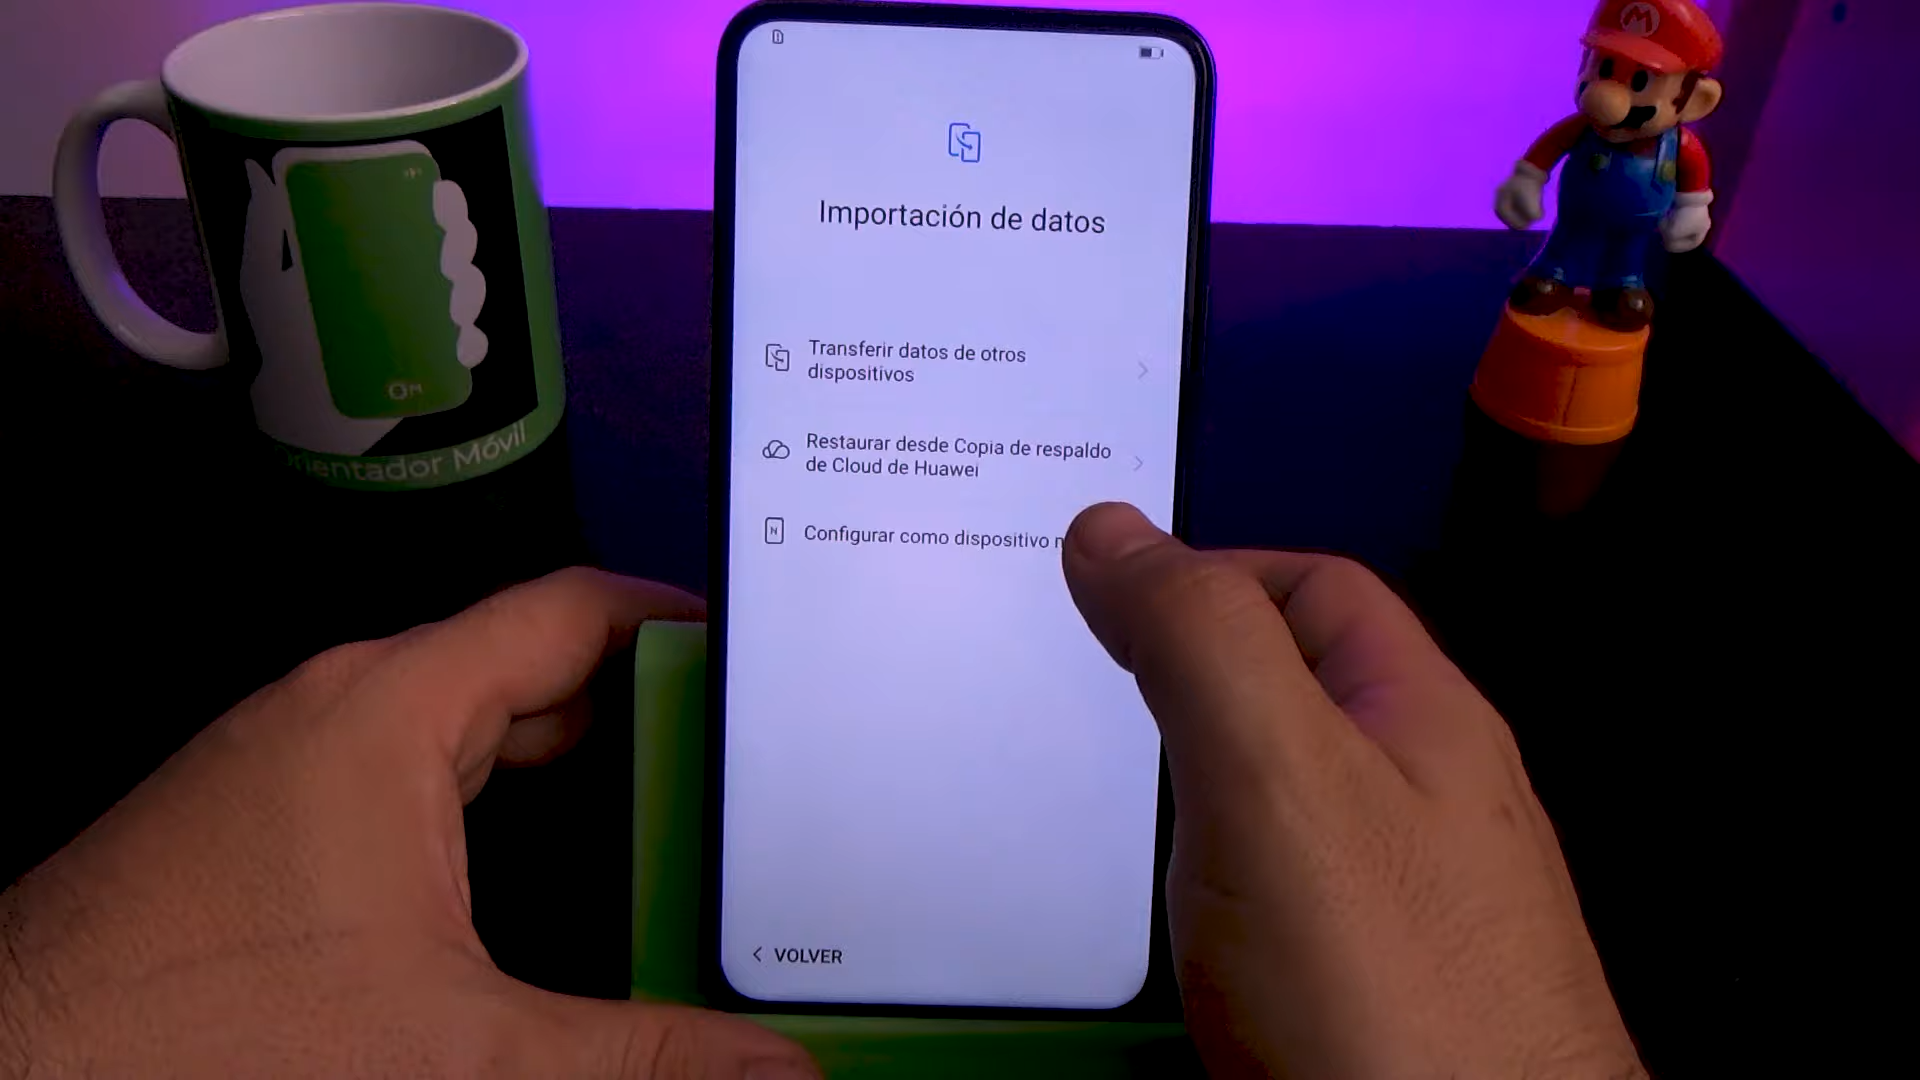 Importación de datos
Transferir datos de otros
dispositivos
Restaurar desde Copia de respaldo
de Cloud de Huawei
N
Configurar como dispositivo
VOLVER
M
OM
Orientador Móvil